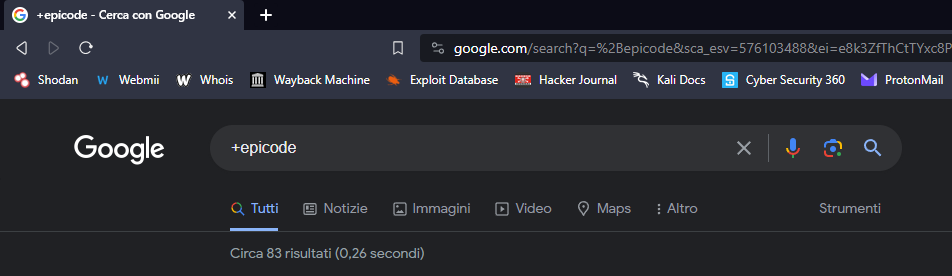 +epicode - Cerca con Google
google.com/search?q=%2Bepicode&sca_esv=576103488&ei=e8k3ZfThCtTYxc8P
Shodan Webmii Whois Wayback Machine Exploit Database Hacker Journal Kali Docs Cyber Security 360 ProtonMail
Google +epicode
Tutti Notizie Immagini Video Maps Altro Strumenti
Circa 83 risultati (0,26 secondi)